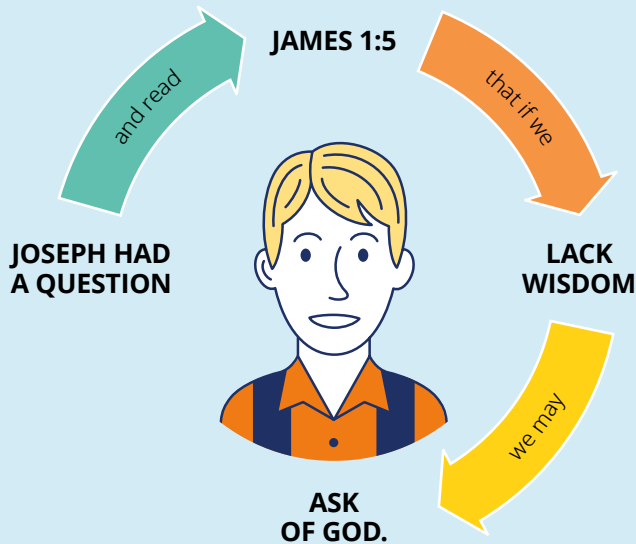 JOSEPH HAD
A QUESTION
and read
JAMES 1:5
that if we
LACK
WISDOM
we may
ASK
OF GOD.